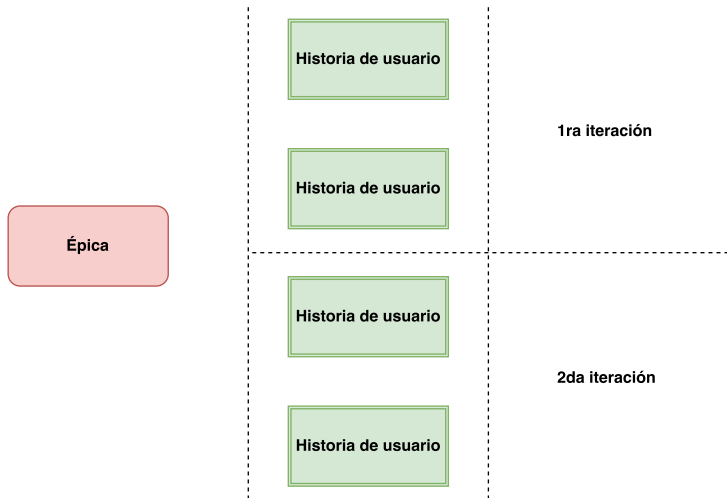 Historia de usuario
1ra iteración
Historia de usuario
Épica
Historia de usuario
2da iteración
Historia de usuario